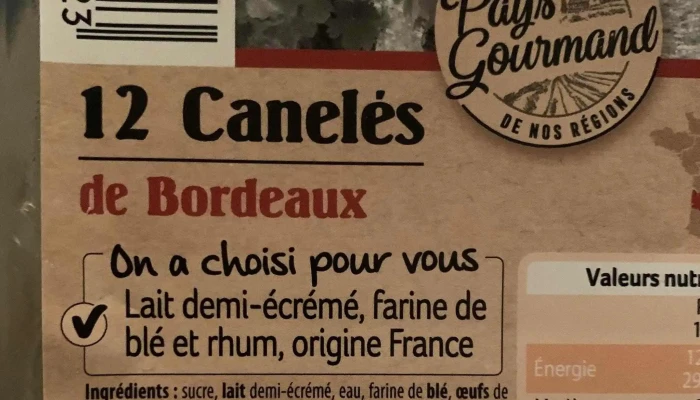 23
Pays
Gourmand
DE NOS RÉGIONS
12 Canelés
de Bordeaux
On a choisi pour vous
Lait demi-écrémé, farine de
blé et rhum, origine France
Valeurs
Énergie
Ingrédients : sucre, lait demi-écrémé, eau, farine de blé, œufs de